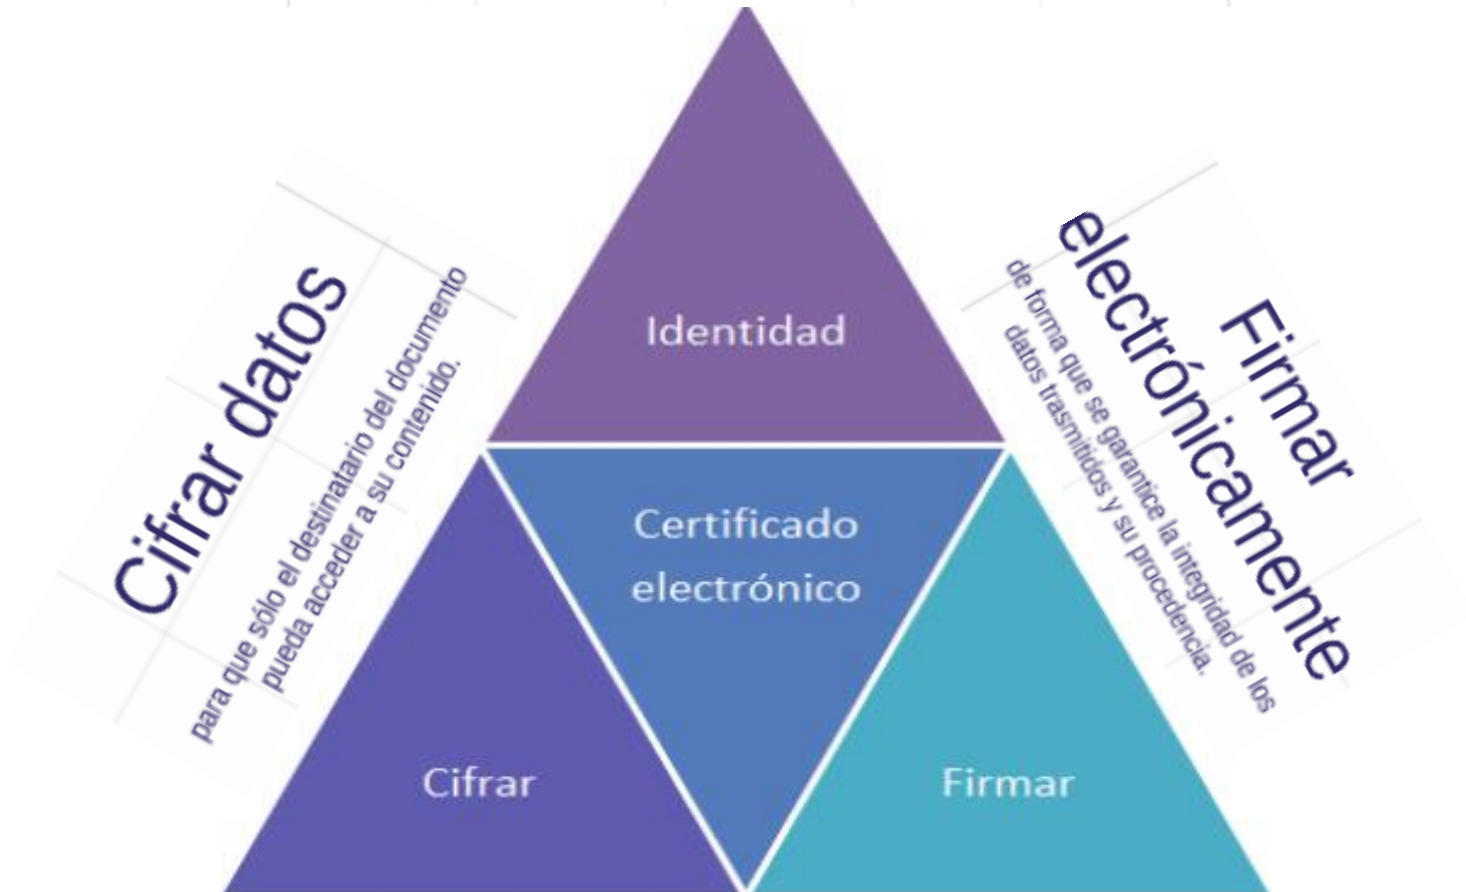 Cifrar datos
para que sólo el destinatario del documento
pueda acceder a su contenido.
Identidad
Certificado
electrónico
Cifrar
Firmar
Firmar
electrónicamente
de forma que se garantice la integridad de los
datos trasmitidos y su procedencia.